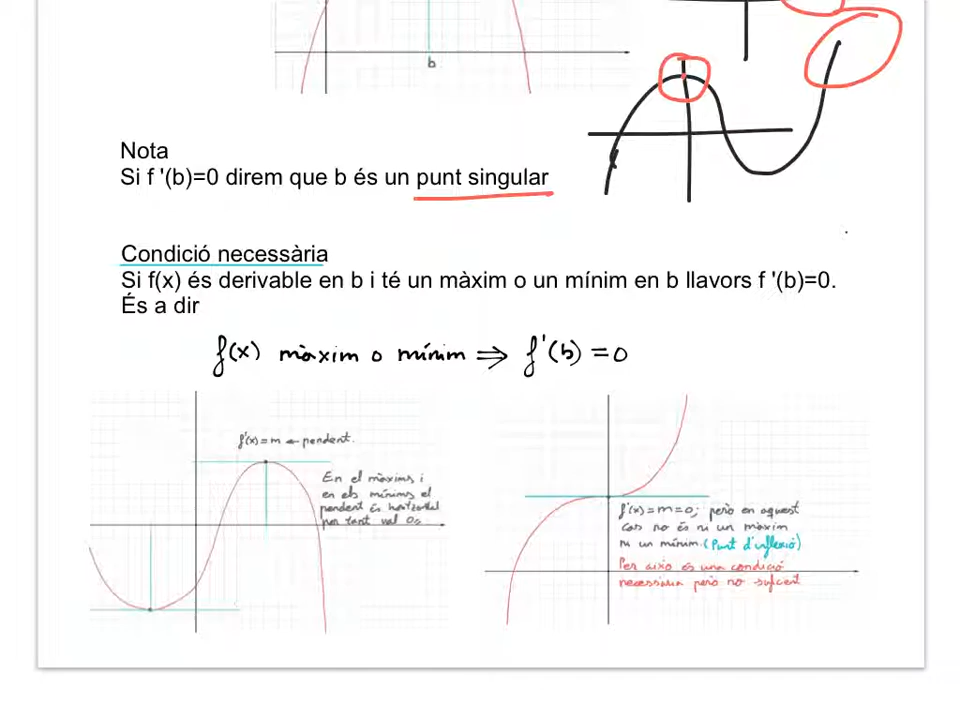 b
Nota
Si f '(b)=0 direm que b és un punt singular
Condició necessària
Si f(x) és derivable en b i té un màxim o un mínim en b llavors f '(b)=0.
És a dir
f(x) màxim o mínim ⇒ f'(b) = 0
f'(x) = m ← pendent.
En el màxims i
en els mínims el
pendent és horitzontal
per tant val 0
f'(x) = m = 0; però en aquest
cas no és ni un màxim
ni un mínim. (Punt d'inflexió)
Per això és una condició
necessària però no suficient